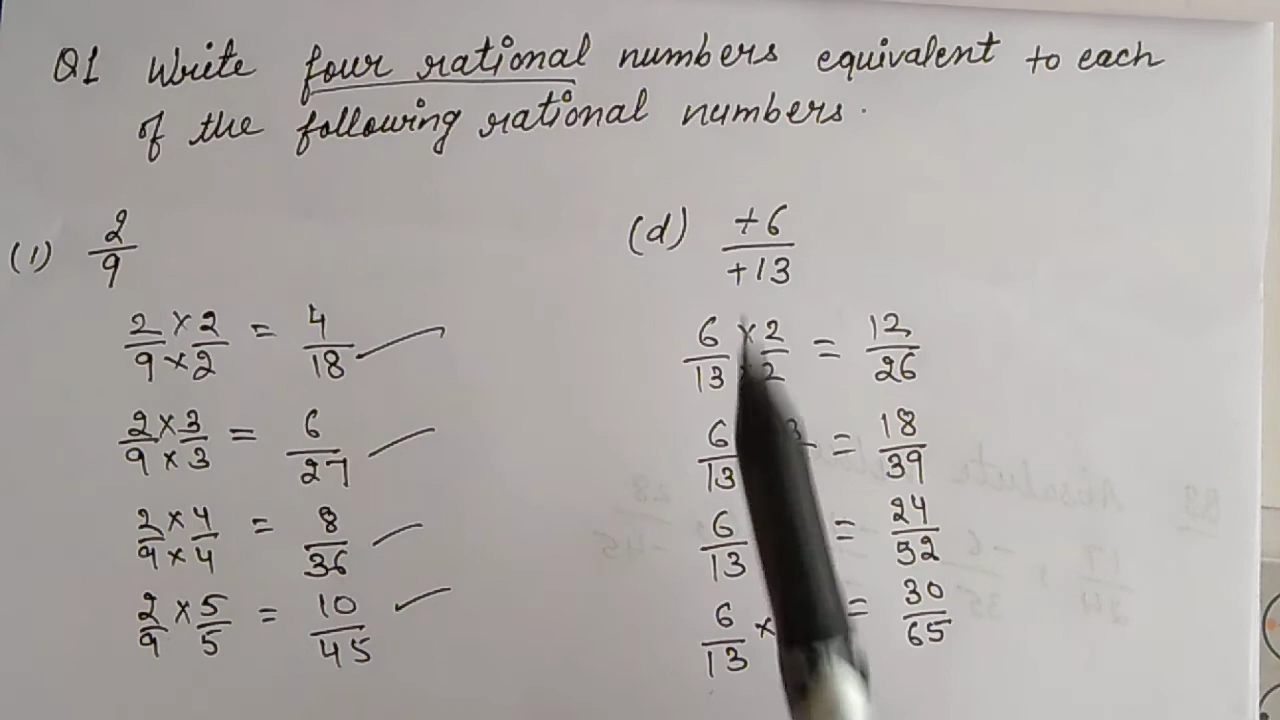 Q1 Write four rational numbers equivalent to each
of the following rational numbers.
(1) 2/9
2/9 × 2/2 = 4/18
2/9 × 3/3 = 6/27
2/9 × 4/4 = 8/36
2/9 × 5/5 = 10/45
(d) +6/+13
6/13 × 2/2 = 12/26
6/13 3 = 18/39
6/13 = 24/52
6/13 × = 30/65